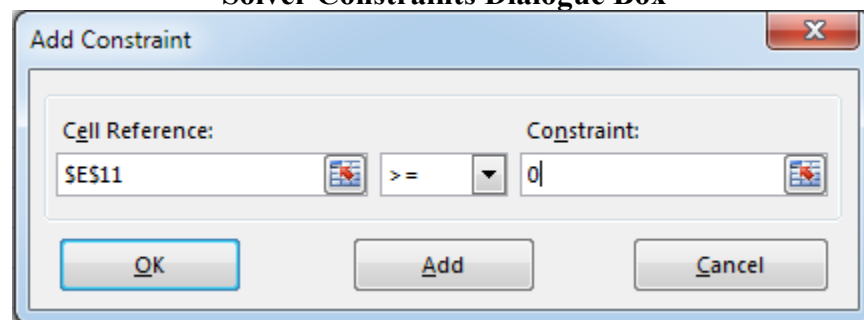 Solver Constraints Dialogue Box
Add Constraint
Cell Reference:
Constraint:
$E$11
>=
0
OK
Add
Cancel